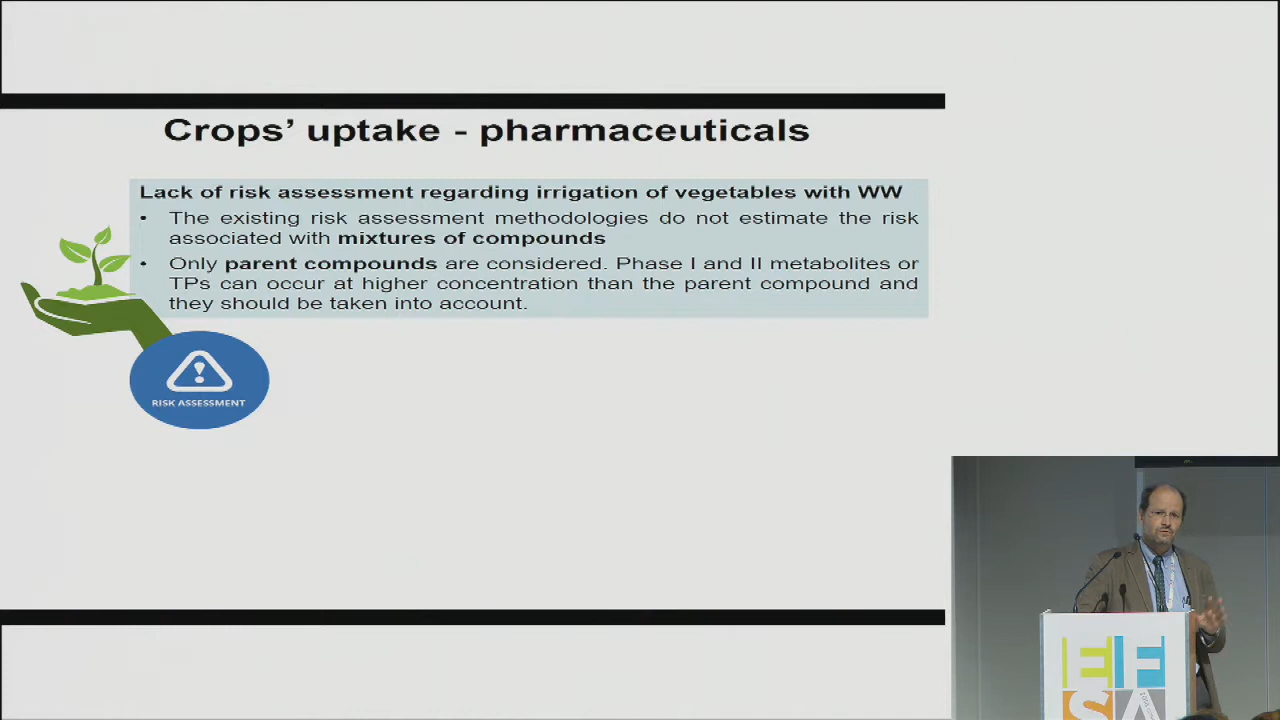 Crops' uptake - pharmaceuticals
Lack of risk assessment regarding irrigation of vegetables with WW
• The existing risk assessment methodologies do not estimate the risk
associated with mixtures of compounds
• Only parent compounds are considered. Phase I and II metabolites or
TPs can occur at higher concentration than the parent compound and
they should be taken into account.
RISK ASSESSMENT
EF
SA